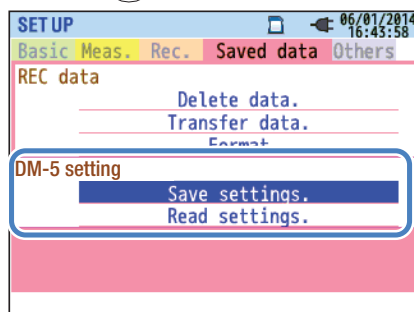 SET UP 06/01/2014
16:43:58
Basic Meas. Rec. Saved data Others
REC data
Delete data.
Transfer data.
Format
DM-5 setting
Save settings.
Read settings.